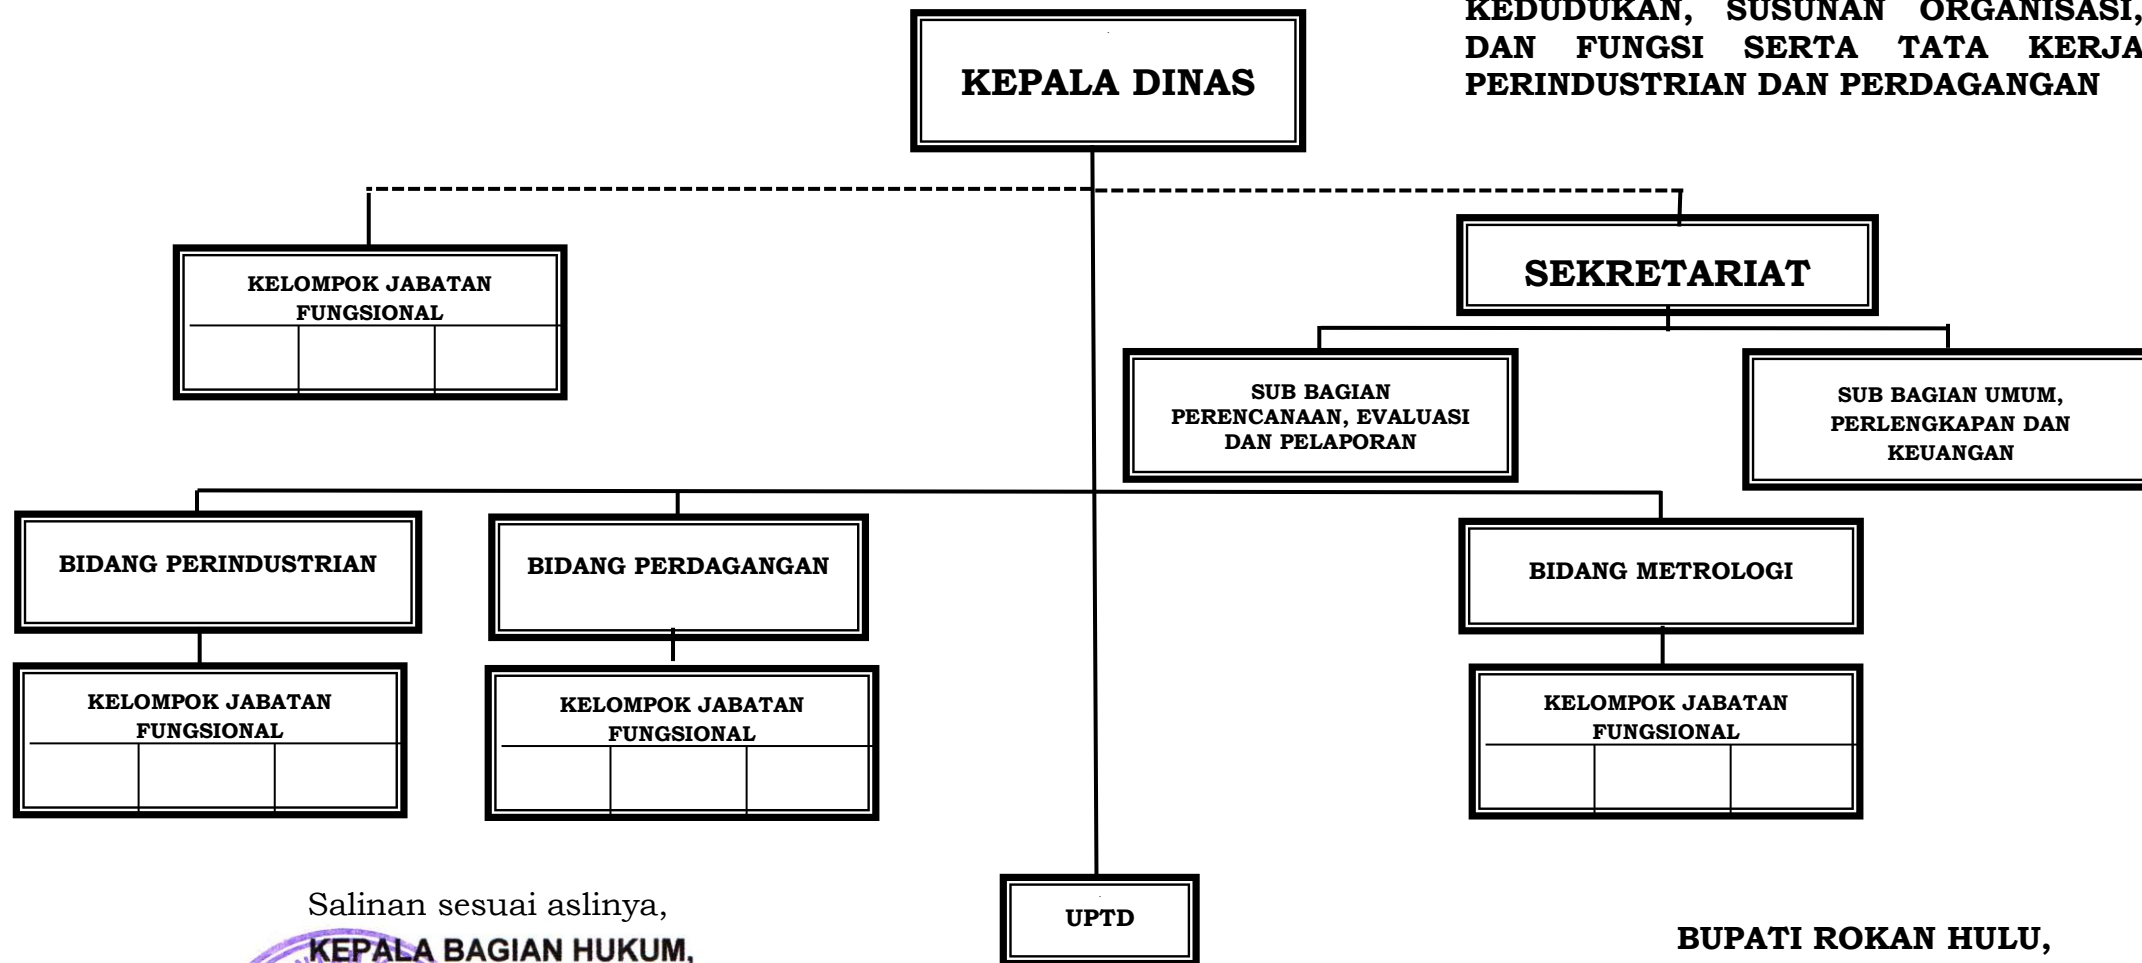 KEDUDUKAN, SUSUNAN ORGANISASI,
DAN FUNGSI SERTA TATA KERJA
PERINDUSTRIAN DAN PERDAGANGAN
KEPALA DINAS
KELOMPOK JABATAN
FUNGSIONAL
SEKRETARIAT
SUB BAGIAN
PERENCANAAN, EVALUASI
DAN PELAPORAN
SUB BAGIAN UMUM,
PERLENGKAPAN DAN
KEUANGAN
BIDANG PERINDUSTRIAN
BIDANG PERDAGANGAN
BIDANG METROLOGI
KELOMPOK JABATAN
FUNGSIONAL
KELOMPOK JABATAN
FUNGSIONAL
KELOMPOK JABATAN
FUNGSIONAL
UPTD
Salinan sesuai aslinya,
KEPALA BAGIAN HUKUM,
BUPATI ROKAN HULU,